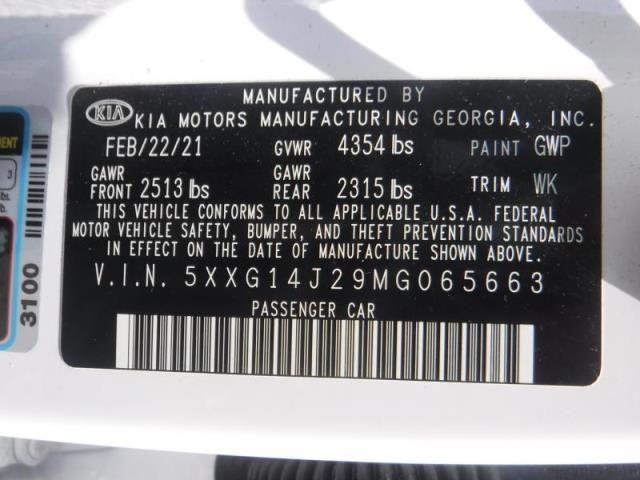 MANUFACTURED BY
KIA KIA MOTORS MANUFACTURING GEORGIA, INC.
FEB/22/21 GVWR 4354 lbs PAINT GWP
GAWR FRONT 2513 lbs GAWR REAR 2315 lbs TRIM WK
THIS VEHICLE CONFORMS TO ALL APPLICABLE U.S.A. FEDERAL
MOTOR VEHICLE SAFETY, BUMPER, AND THEFT PREVENTION STANDARDS
IN EFFECT ON THE DATE OF MANUFACTURE SHOWN ABOVE.
V.I.N. 5XXG14J29MG065663
PASSENGER CAR
3
3100